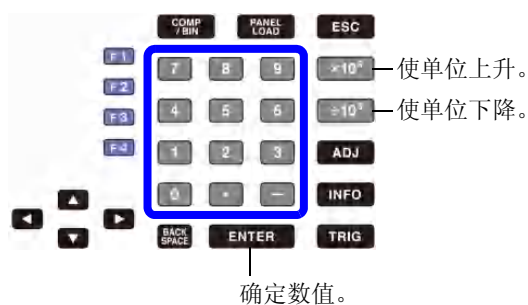 COMP/BIN PANEL LOAD ESC
F1
7 8 9 ×10³ 使单位上升。
F2
4 5 6 ÷10³ 使单位下降。
F3
F4
1 2 3 ADJ
0 · − INFO
BACK SPACE ENTER TRIG
确定数值。